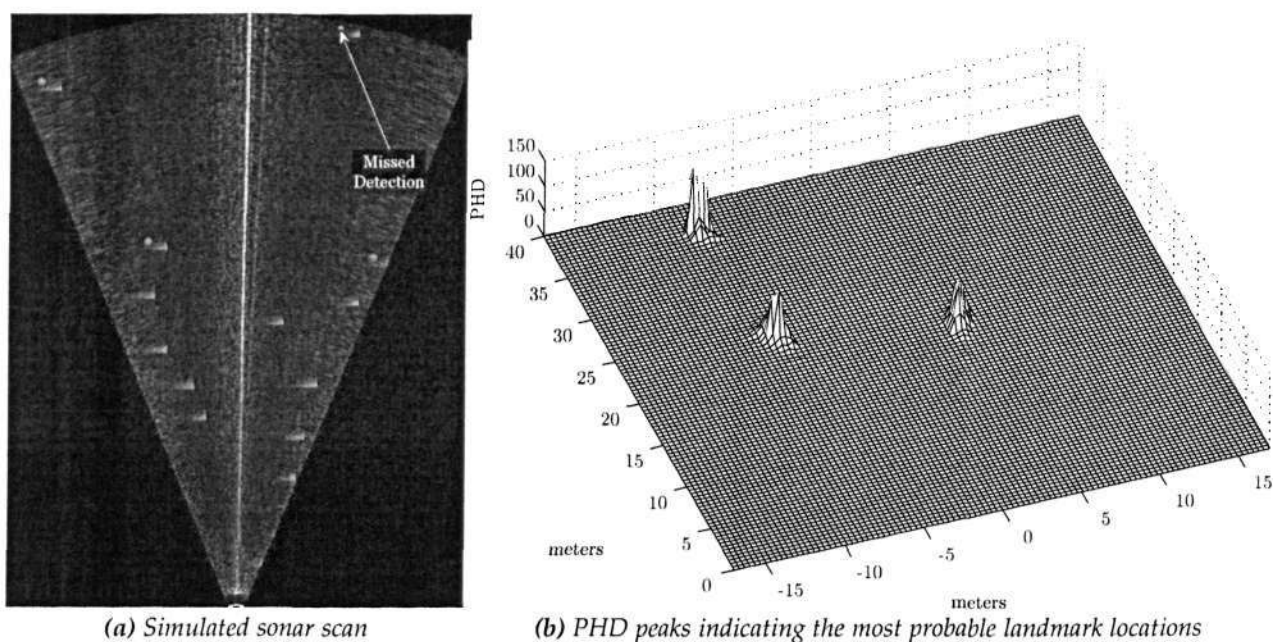 Missed
Detection
PHD
150
100
50
0
40
35
30
25
20
15
10
5
0
meters
-15
-10
-5
0
5
10
15
meters
(a) Simulated sonar scan
(b) PHD peaks indicating the most probable landmark locations